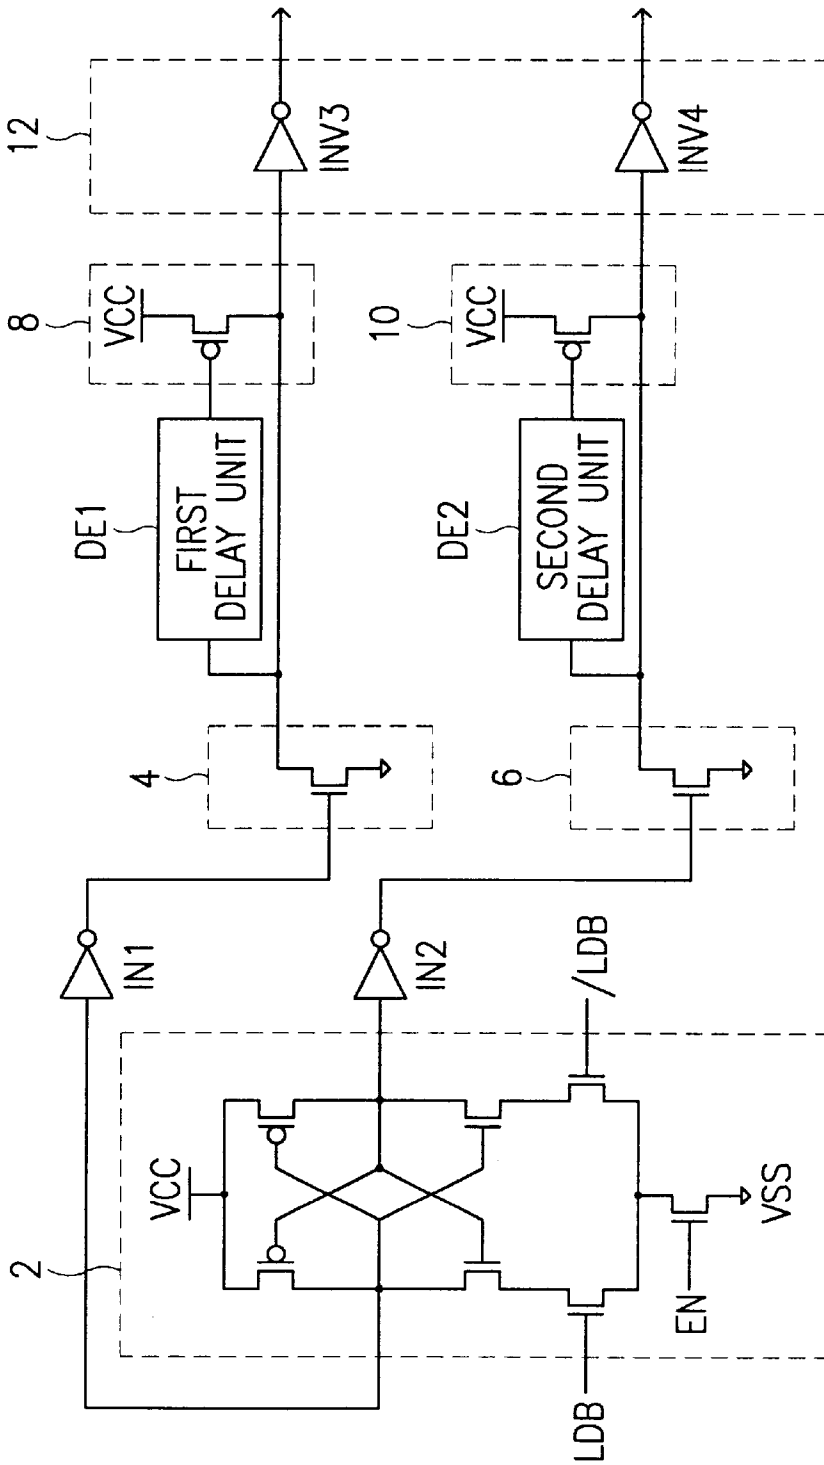 2
VCC
LDB
/LDB
EN
VSS
IN1
IN2
4
6
DE1
FIRST
DELAY UNIT
DE2
SECOND
DELAY UNIT
8
VCC
10
VCC
12
INV3
INV4